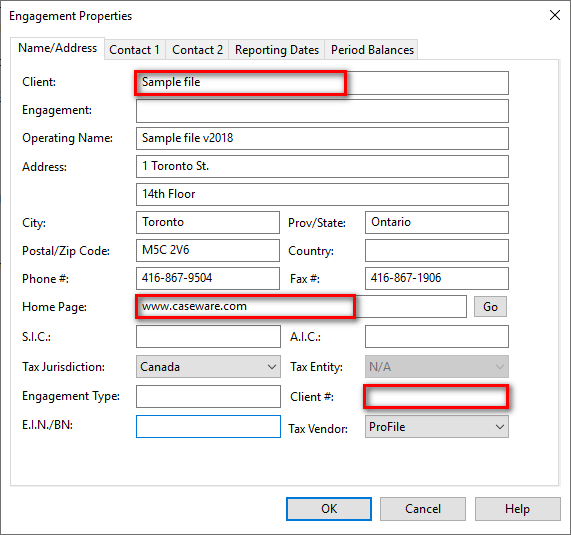 Engagement Properties
Name/Address Contact 1 Contact 2 Reporting Dates Period Balances
Client: Sample file
Engagement:
Operating Name: Sample file v2018
Address: 1 Toronto St.
14th Floor
City: Toronto Prov/State: Ontario
Postal/Zip Code: M5C 2V6 Country:
Phone #: 416-867-9504 Fax #: 416-867-1906
Home Page: www.caseware.com Go
S.I.C.: A.I.C.:
Tax Jurisdiction: Canada Tax Entity: N/A
Engagement Type: Client #:
E.I.N./BN: Tax Vendor: ProFile
OK Cancel Help